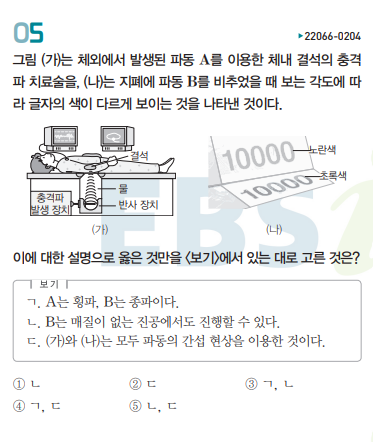 05
▶22066-0204
그림 (가)는 체외에서 발생된 파동 A를 이용한 체내 결석의 충격
파 치료술을, (나)는 지폐에 파동 B를 비추었을 때 보는 각도에 따
라 글자의 색이 다르게 보이는 것을 나타낸 것이다.
결석
물
충격파
발생 장치
반사 장치
(가)
10000
노란색
10000
초록색
(나)
EBSi
이에 대한 설명으로 옳은 것만을 〈보기〉에서 있는 대로 고른 것은?
보기
ㄱ. A는 횡파, B는 종파이다.
ㄴ. B는 매질이 없는 진공에서도 진행할 수 있다.
ㄷ. (가)와 (나)는 모두 파동의 간섭 현상을 이용한 것이다.
① ㄴ ② ㄷ ③ ㄱ, ㄴ
④ ㄱ, ㄷ ⑤ ㄴ, ㄷ